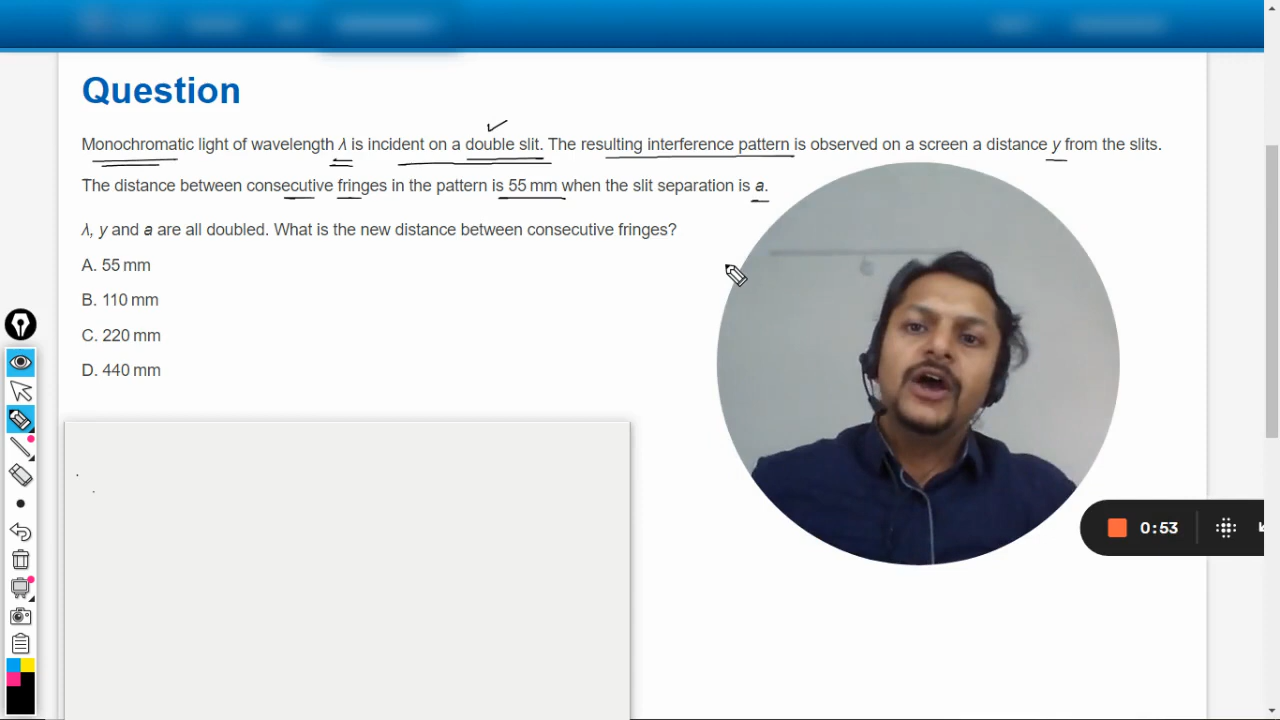 Question
Monochromatic light of wavelength λ is incident on a double slit. The resulting interference pattern is observed on a screen a distance y from the slits.
The distance between consecutive fringes in the pattern is 55 mm when the slit separation is a.
λ, y and a are all doubled. What is the new distance between consecutive fringes?
A. 55 mm
B. 110 mm
C. 220 mm
D. 440 mm
0:53